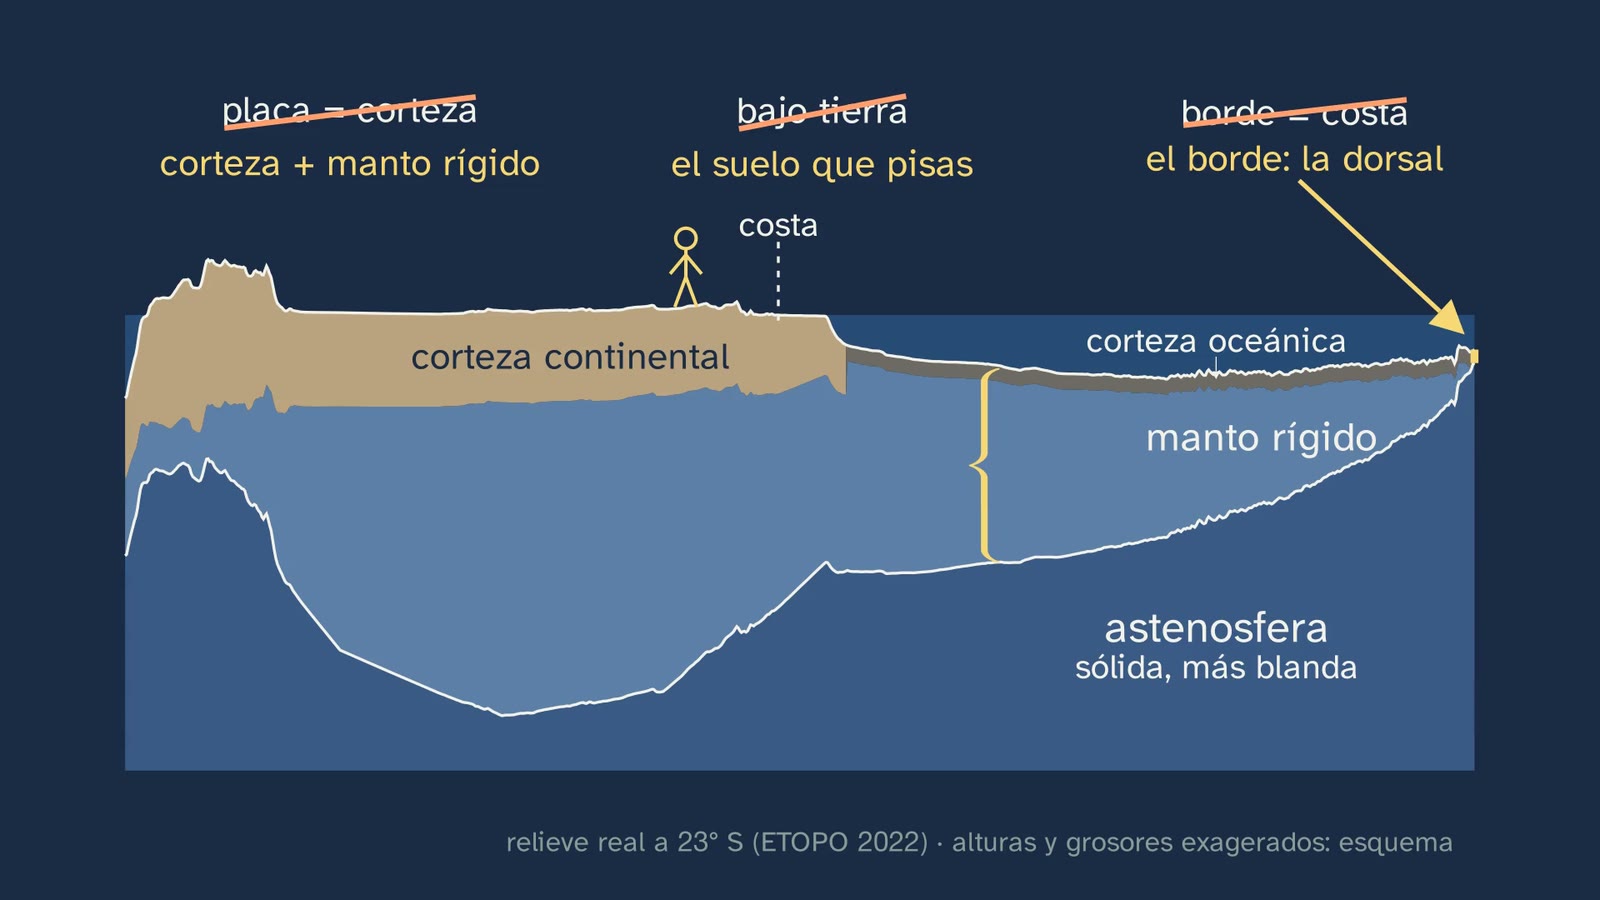 placa = corteza
corteza + manto rígido
bajo tierra
el suelo que pisas
borde = costa
el borde: la dorsal
costa
corteza continental
corteza oceánica
manto rígido
astenosfera
sólida, más blanda
relieve real a 23° S (ETOPO 2022) · alturas y grosores exagerados: esquema